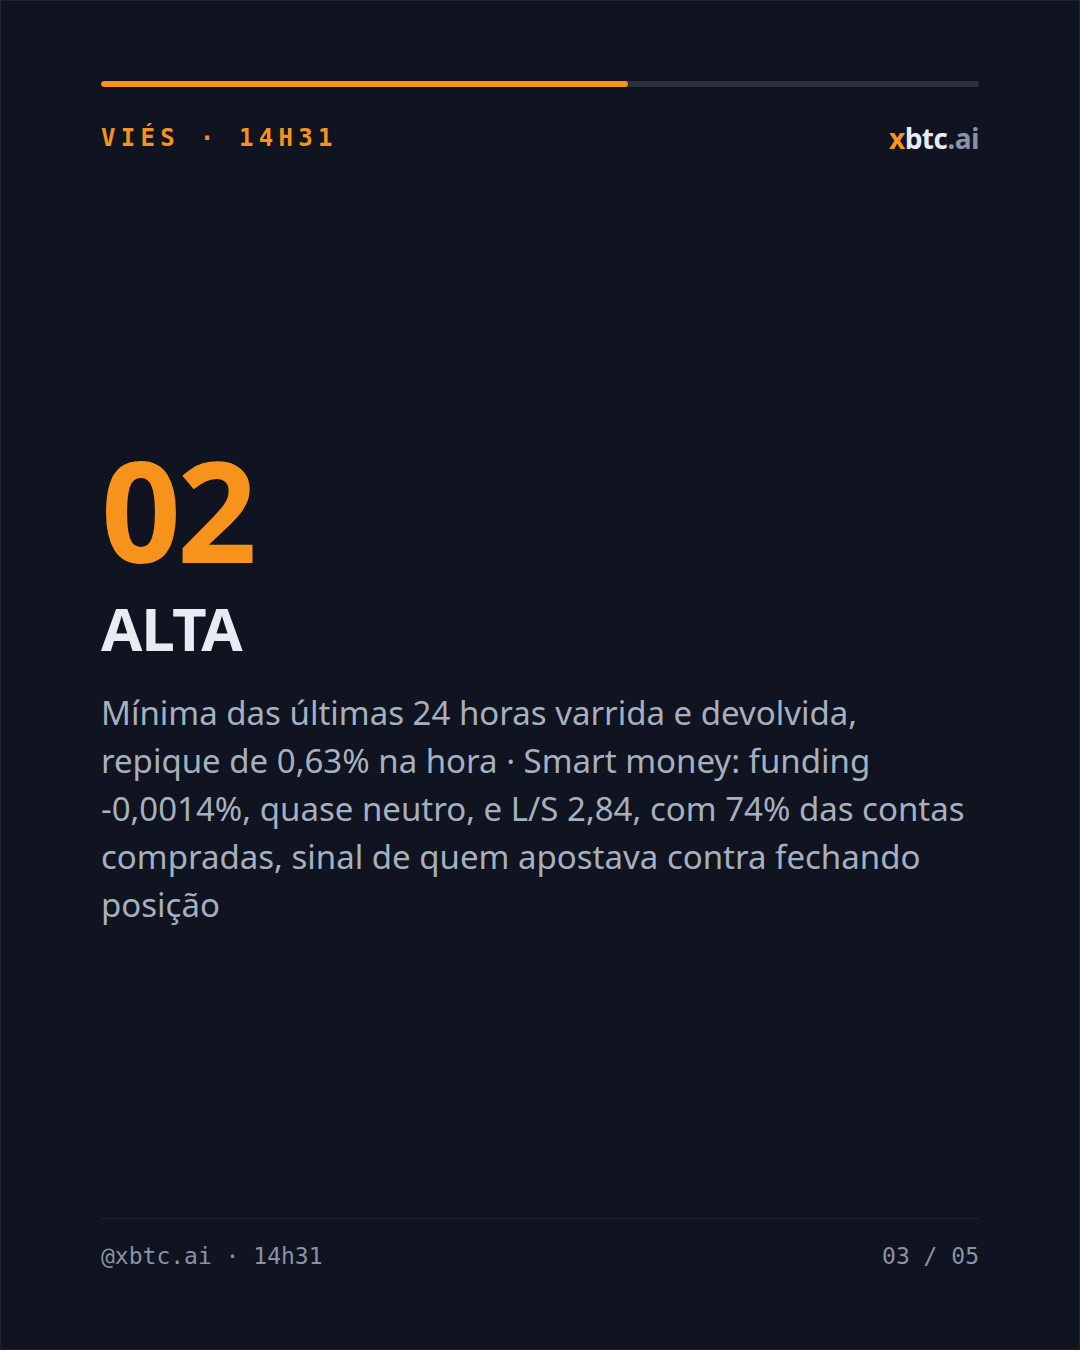 VIÉS · 14H31
xbtc.ai
02
ALTA
Mínima das últimas 24 horas varrida e devolvida,
repique de 0,63% na hora · Smart money: funding
-0,0014%, quase neutro, e L/S 2,84, com 74% das contas
compradas, sinal de quem apostava contra fechando
posição
@xbtc.ai · 14h31
03 / 05